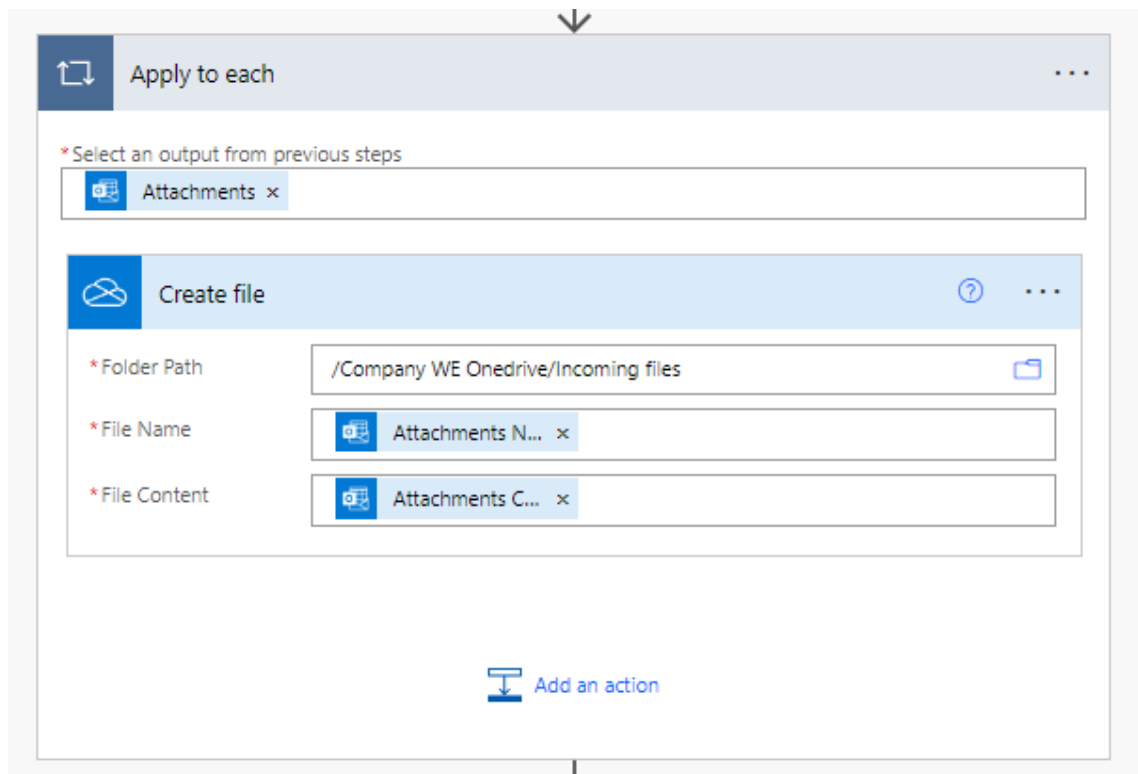 Apply to each
*Select an output from previous steps
Attachments ×
Create file
*Folder Path
/Company WE Onedrive/Incoming files
*File Name
Attachments N... ×
*File Content
Attachments C... ×
Add an action